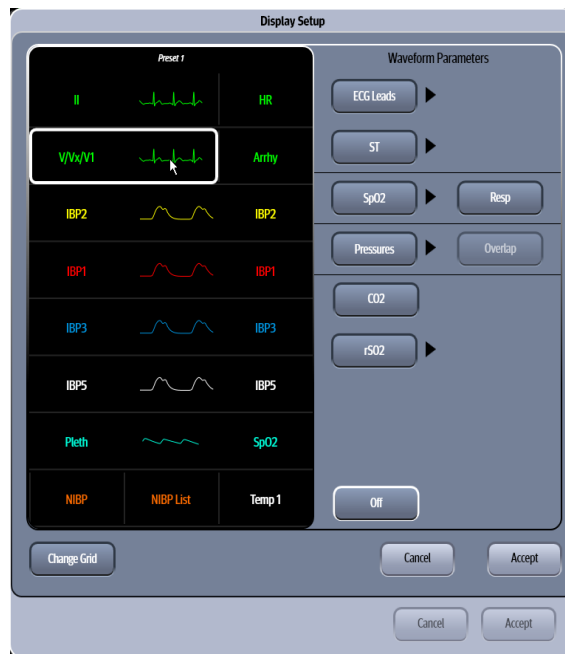 Display Setup
Preset 1
Waveform Parameters
II HR
ECG Leads
V/Vx/V1 Arrhy
ST
IBP2 IBP2
SpO2 Resp
IBP1 IBP1
Pressures Overlap
IBP3 IBP3
CO2
rSO2
IBP5 IBP5
Pleth SpO2
NIBP NIBP List Temp 1
Off
Change Grid Cancel Accept
Cancel Accept